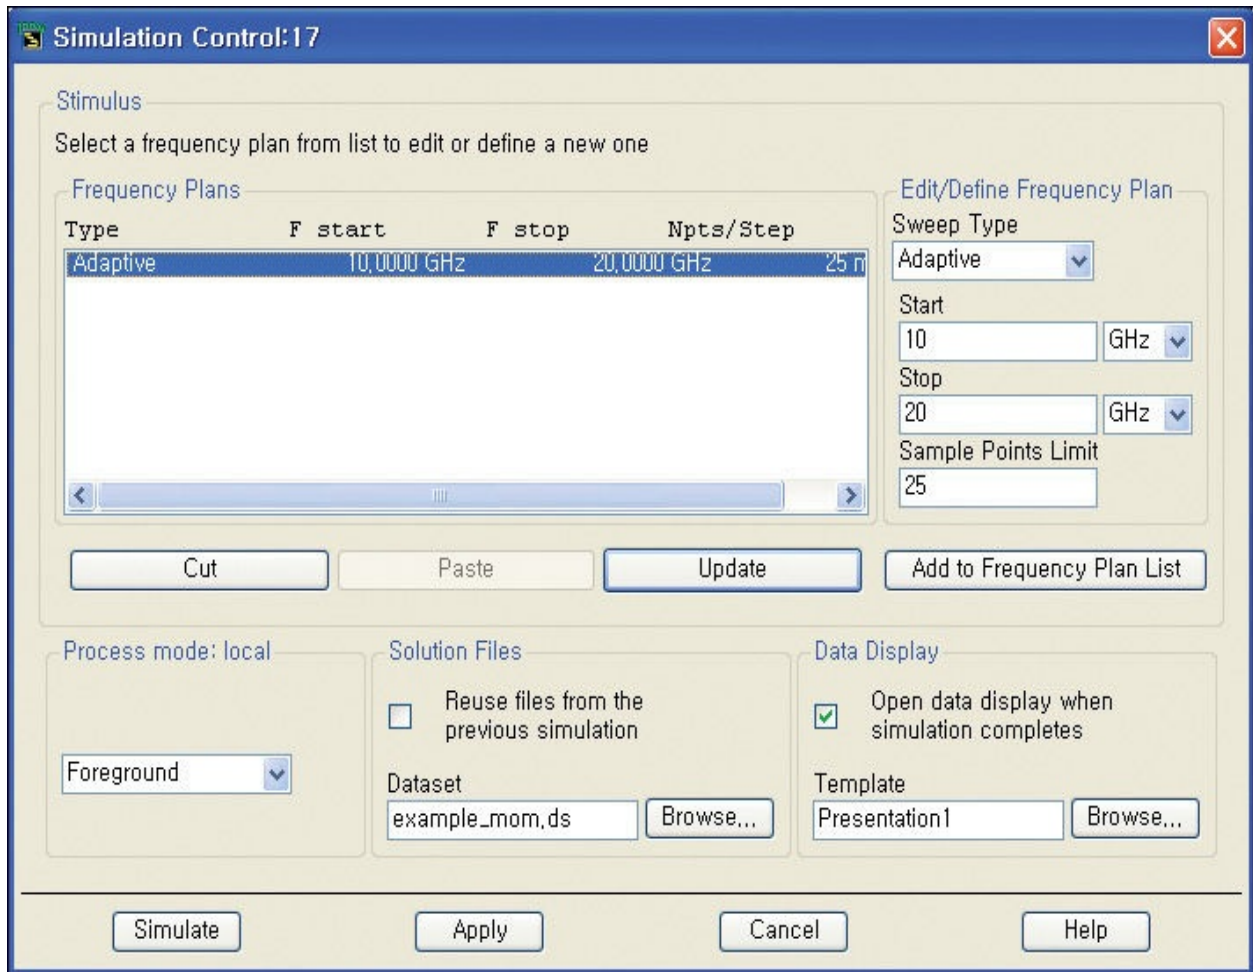 Simulation Control:17
Stimulus
Select a frequency plan from list to edit or define a new one
Frequency Plans
Type F start F stop Npts/Step
Adaptive 10,0000 GHz 20,0000 GHz 25
Edit/Define Frequency Plan
Sweep Type
Adaptive
Start
10 GHz
Stop
20 GHz
Sample Points Limit
25
Cut Paste Update Add to Frequency Plan List
Process mode: local
Foreground
Solution Files
Reuse files from the
previous simulation
Dataset
example_mom,ds Browse,,,
Data Display
Open data display when
simulation completes
Template
Presentation1 Browse,,,
Simulate Apply Cancel Help